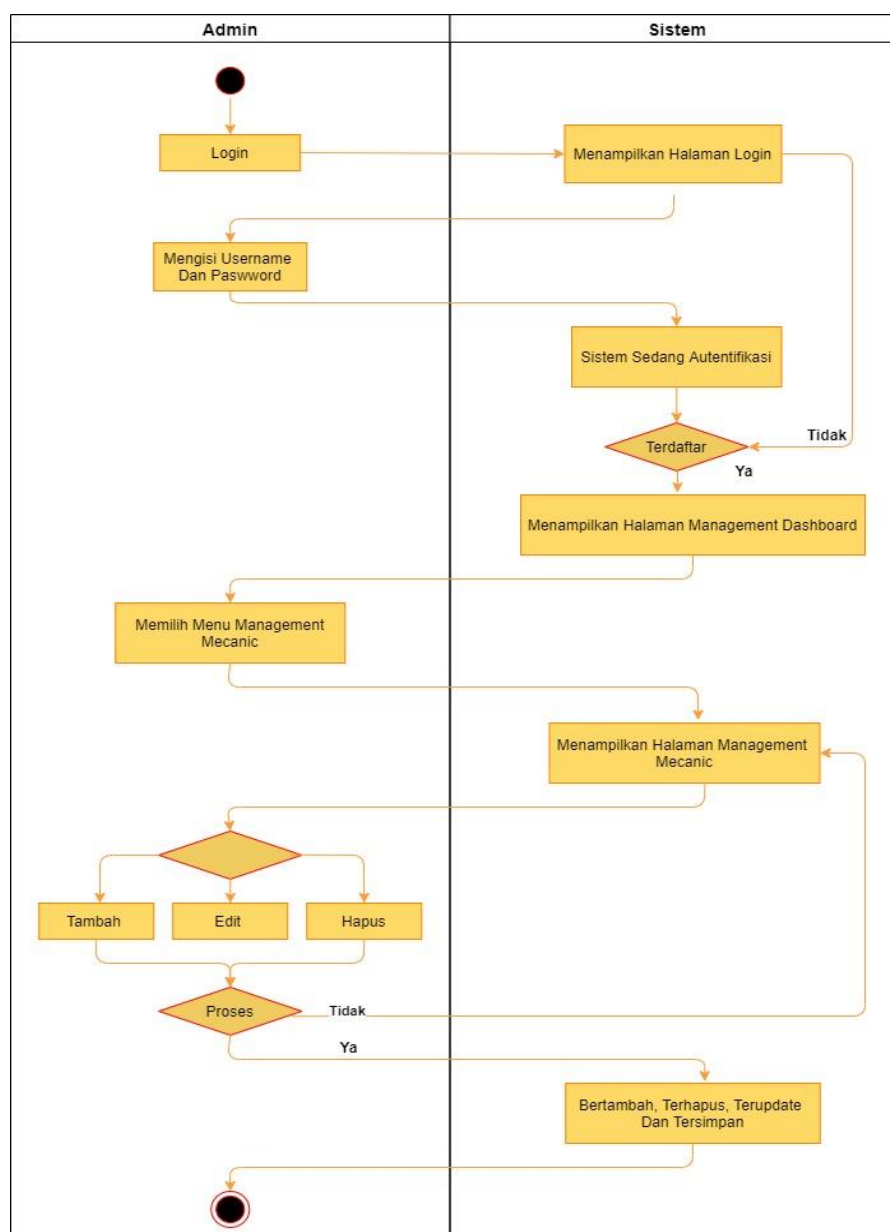 Admin
Sistem
Login
Menampilkan Halaman Login
Mengisi Username
Dan Paswword
Sistem Sedang Autentifikasi
Terdaftar
Tidak
Ya
Menampilkan Halaman Management Dashboard
Memilih Menu Management
Mecanic
Menampilkan Halaman Management
Mecanic
Tambah
Edit
Hapus
Proses
Tidak
Ya
Bertambah, Terhapus, Terupdate
Dan Tersimpan